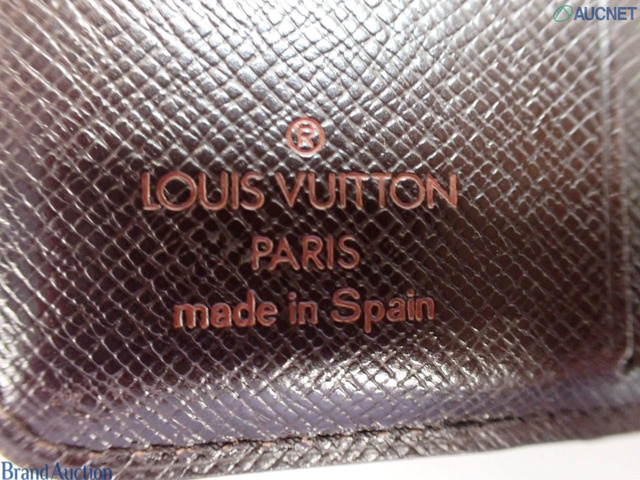 AUCNET
®
LOUIS VUITTON
PARIS
made in Spain
Brand Auction